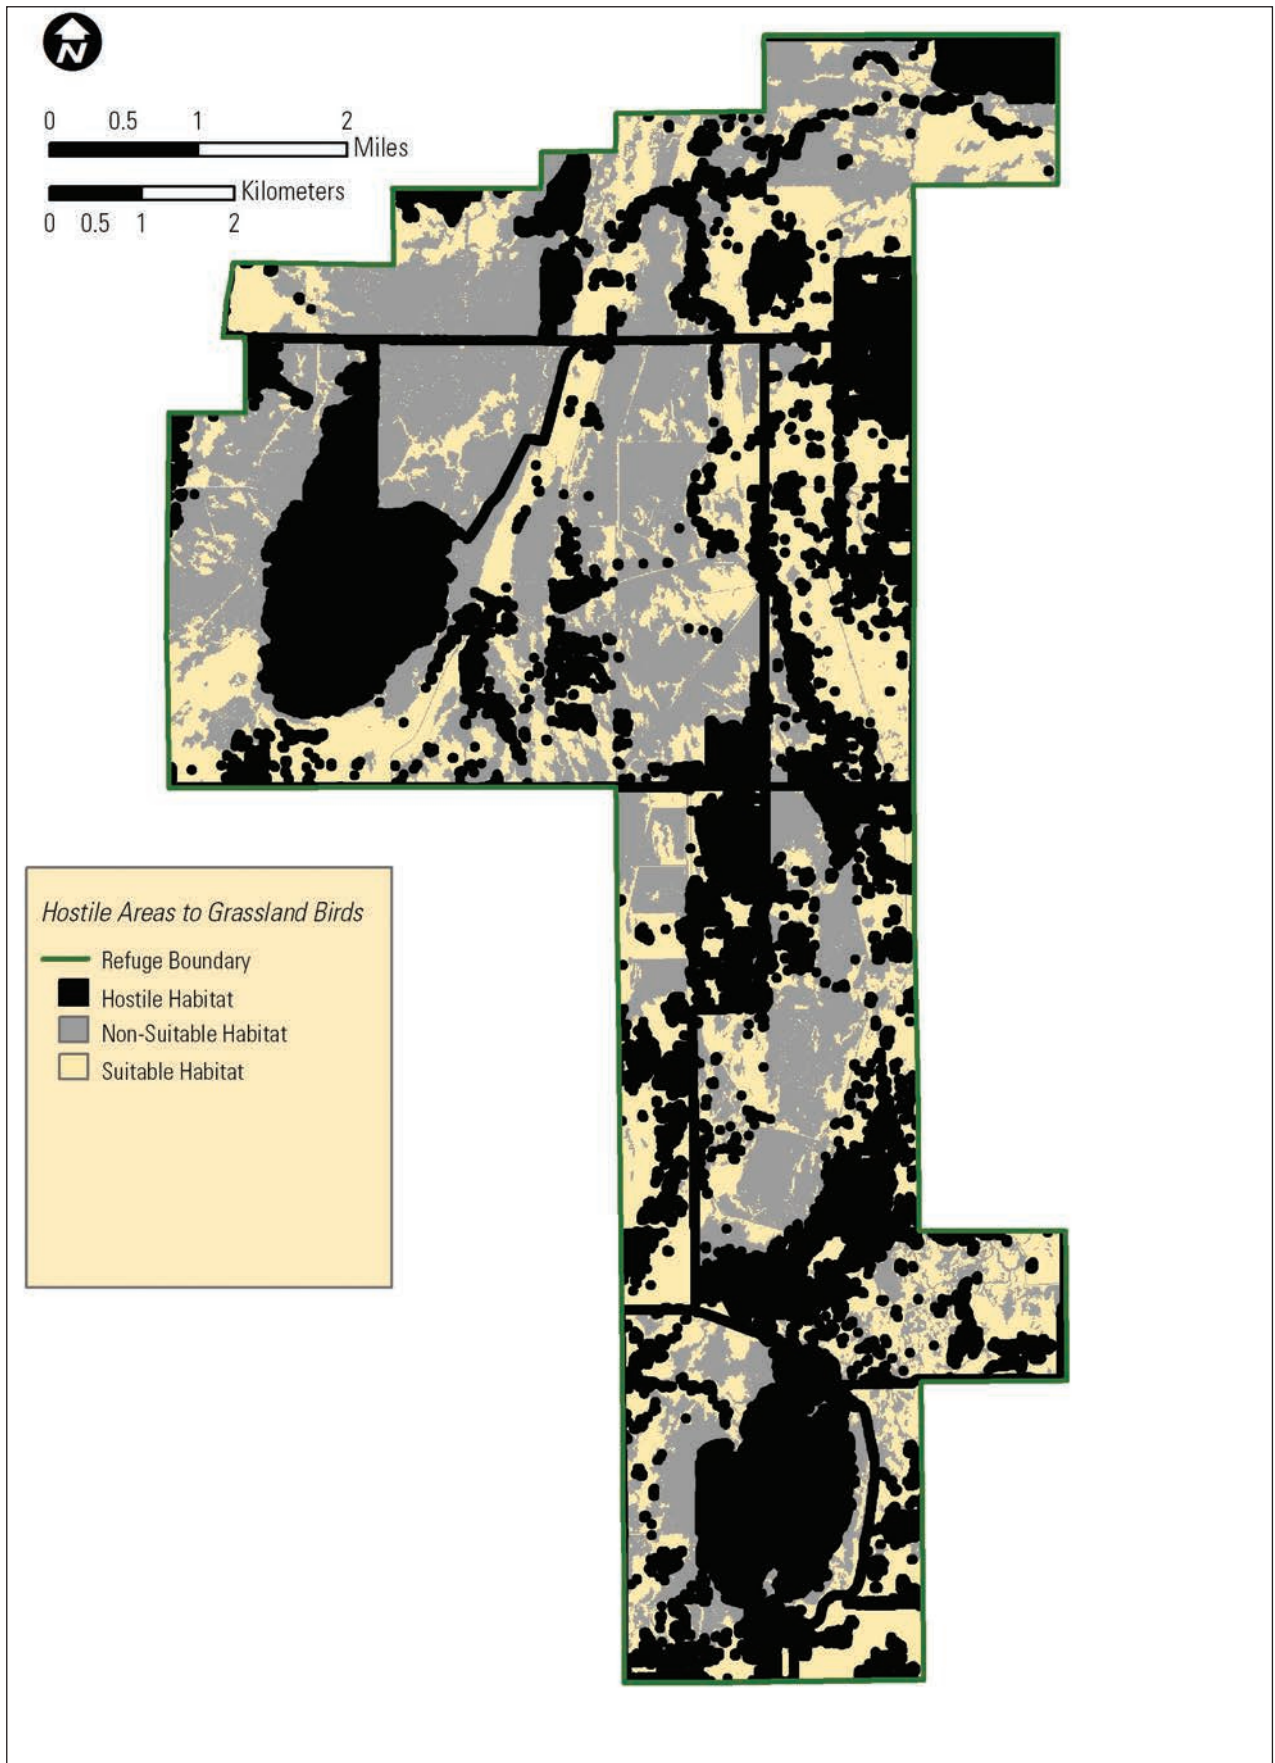 N
0 0.5 1 2
Miles
Kilometers
0 0.5 1 2
Hostile Areas to Grassland Birds
Refuge Boundary
Hostile Habitat
Non-Suitable Habitat
Suitable Habitat